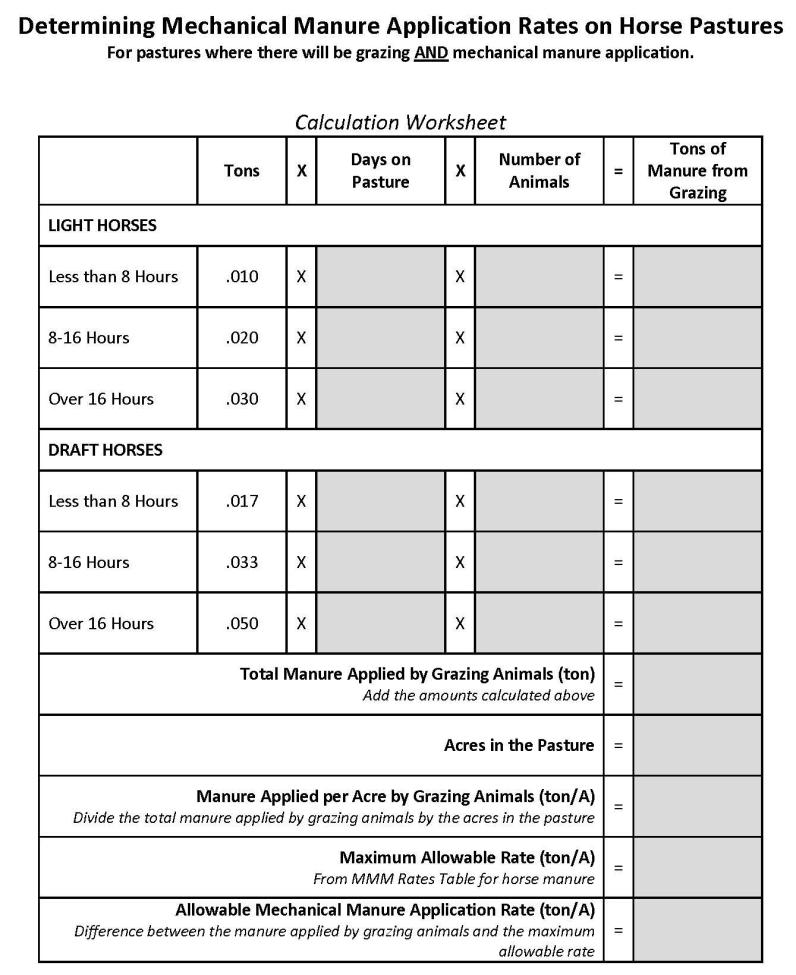 Determining Mechanical Manure Application Rates on Horse Pastures
For pastures where there will be grazing AND mechanical manure application.
Calculation Worksheet
Tons X Days on Pasture X Number of Animals = Tons of Manure from Grazing
LIGHT HORSES
Less than 8 Hours .010 X X =
8-16 Hours .020 X X =
Over 16 Hours .030 X X =
DRAFT HORSES
Less than 8 Hours .017 X X =
8-16 Hours .033 X X =
Over 16 Hours .050 X X =
Total Manure Applied by Grazing Animals (ton) =
Add the amounts calculated above
Acres in the Pasture =
Manure Applied per Acre by Grazing Animals (ton/A) =
Divide the total manure applied by grazing animals by the acres in the pasture
Maximum Allowable Rate (ton/A) =
From MMM Rates Table for horse manure
Allowable Mechanical Manure Application Rate (ton/A) =
Difference between the manure applied by grazing animals and the maximum
allowable rate